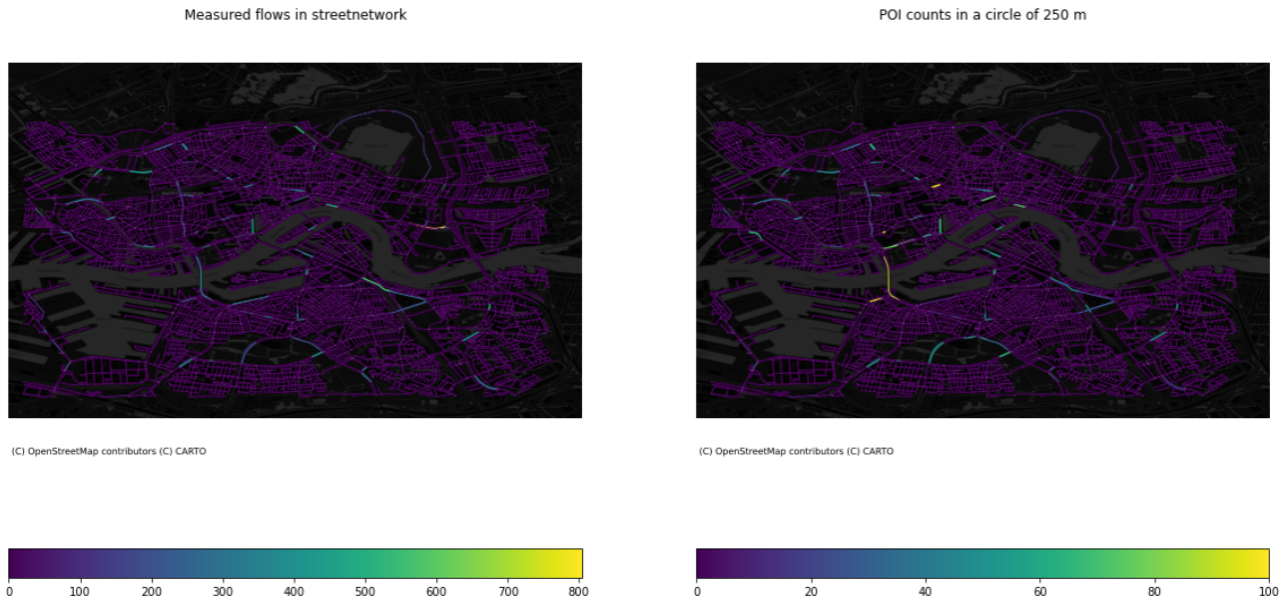 Measured flows in streetnetwork
POI counts in a circle of 250 m
(C) OpenStreetMap contributors (C) CARTO
(C) OpenStreetMap contributors (C) CARTO
0 100 200 300 400 500 600 700 800
0 20 40 60 80 100